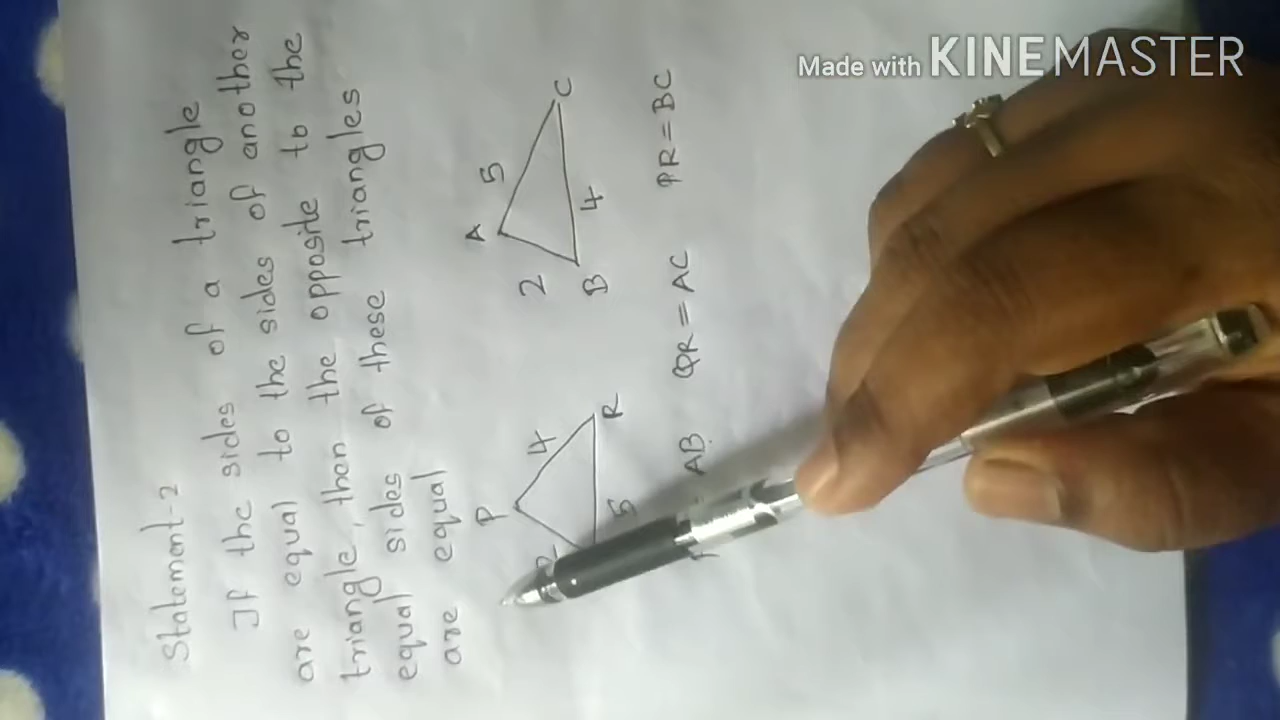 Statement-2
If the sides of a triangle
are equal to the sides of another
triangle, then the opposite to the
equal sides of these triangles
are equal
P
2
4
R
5
A
2
5
B
4
C
AB
QR = AC
PR = BC
Made with KINEMASTER